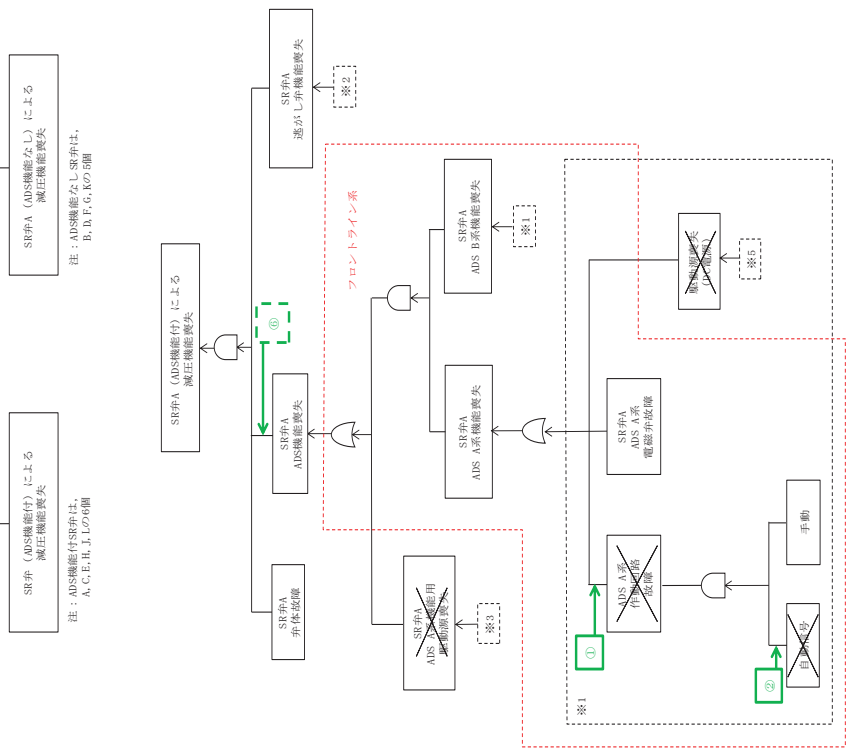 SR弁（ADS機能付）による
減圧機能喪失
注：ADS機能付SR弁は，
A, C, E, H, J, Lの6個
SR弁A（ADS機能なし）による
減圧機能喪失
注：ADS機能なしSR弁は，
B, D, F, G, Kの5個
SR弁A（ADS機能付）による
減圧機能喪失
⑥
SR弁A
弁体故障
SR弁A
ADS機能喪失
SR弁A
逃がし弁機能喪失
※2
フロントライン系
SR弁A
ADS A系機能用
駆動源喪失
※3
SR弁A
ADS A系機能喪失
SR弁A
ADS B系機能喪失
※1
※1
①
ADS A系
作動回路
故障
SR弁A
ADS A系
電磁弁故障
駆動源喪失
(DC電源)
※5
②
自動信号
手動